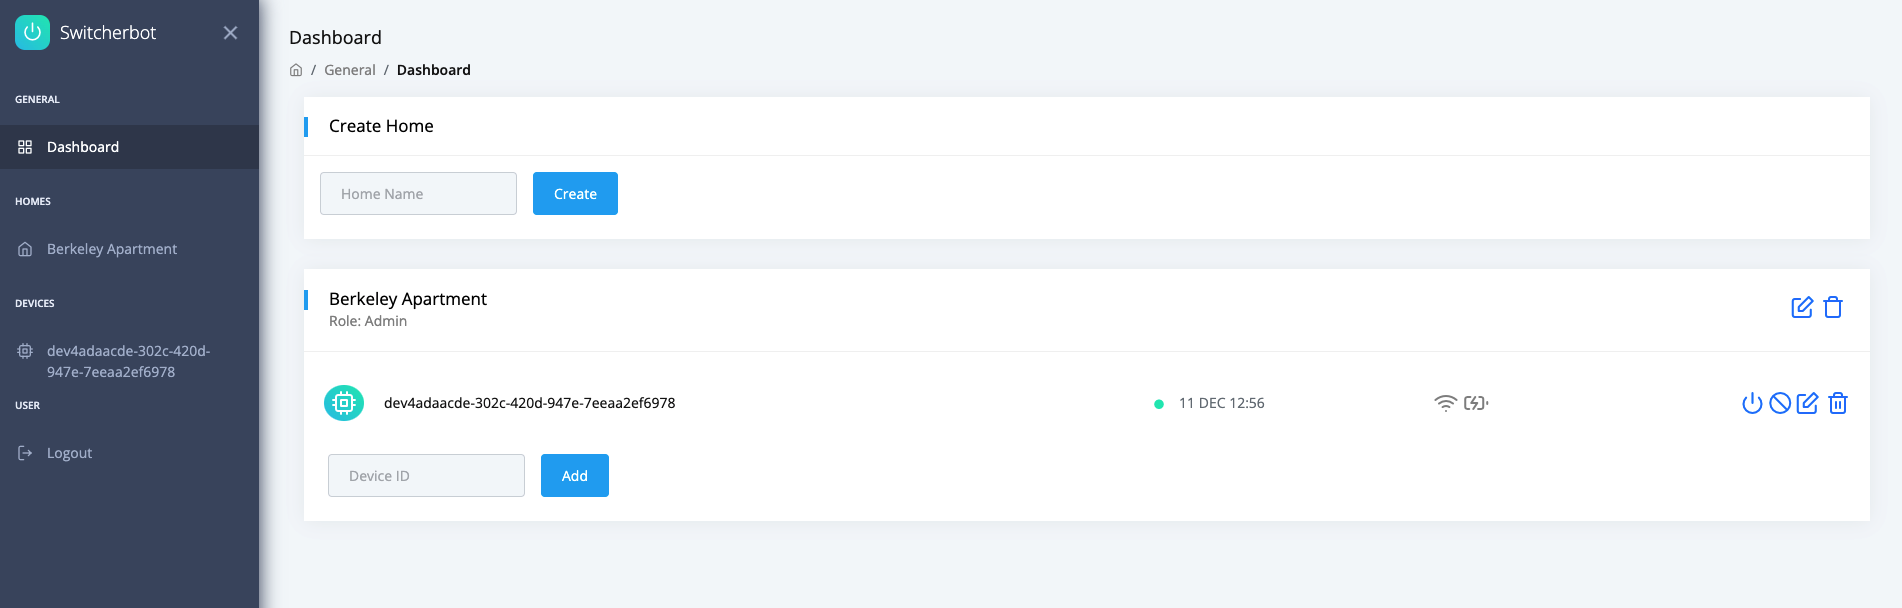 Switcherbot
GENERAL
Dashboard
HOMES
Berkeley Apartment
DEVICES
dev4adaacde-302c-420d-
947e-7eeaa2ef6978
USER
Logout
Dashboard
/ General / Dashboard
Create Home
Home Name Create
Berkeley Apartment
Role: Admin
dev4adaacde-302c-420d-947e-7eeaa2ef6978 11 DEC 12:56
Device ID Add